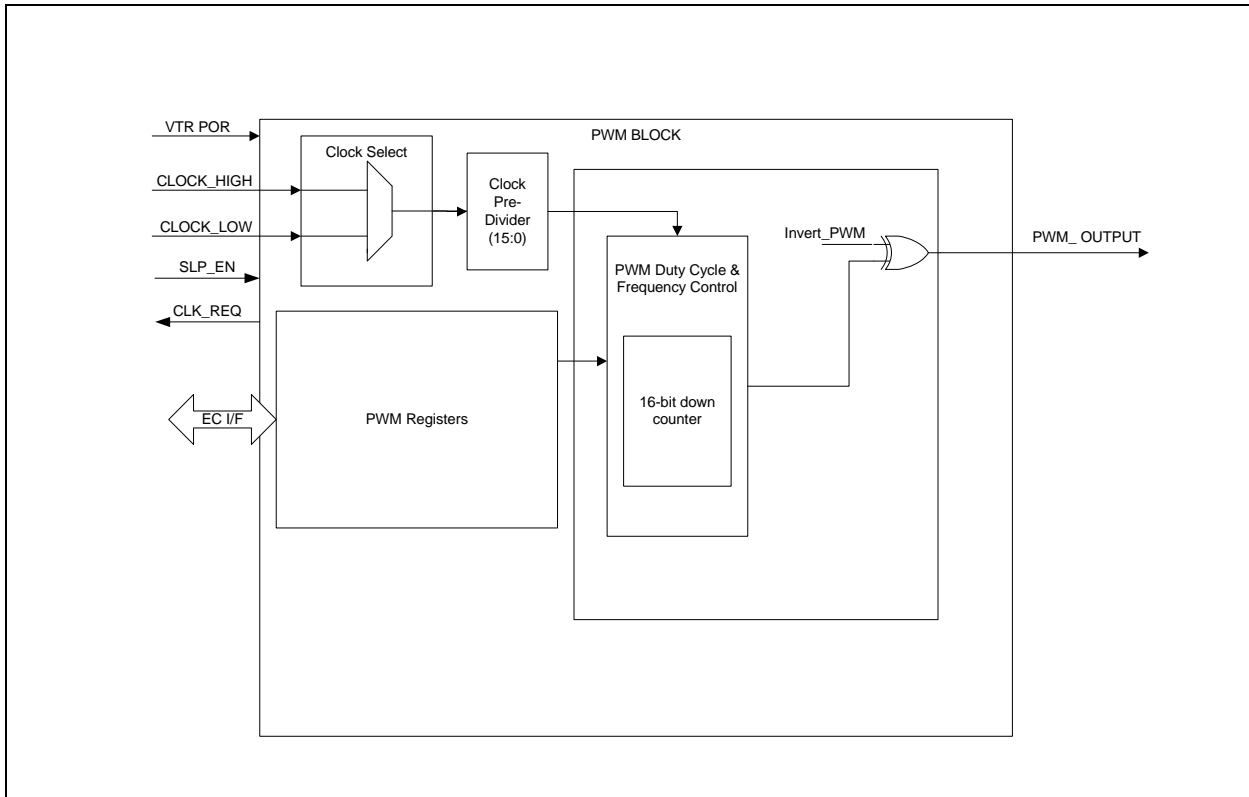 PWM BLOCK
VTR POR
CLOCK_HIGH
CLOCK_LOW
SLP_EN
CLK_REQ
EC I/F
Clock Select
Clock
Pre-
Divider
(15:0)
PWM Registers
PWM Duty Cycle &
Frequency Control
16-bit down
counter
Invert_PWM
PWM_ OUTPUT